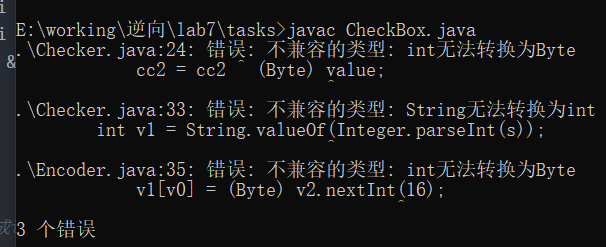 E:\working\逆向\lab7\tasks>javac CheckBox.java
.\Checker.java:24: 错误: 不兼容的类型: int无法转换为Byte
cc2 = cc2 ^ (Byte) value;
^
.\Checker.java:33: 错误: 不兼容的类型: String无法转换为int
int v1 = String.valueOf(Integer.parseInt(s));
^
.\Encoder.java:35: 错误: 不兼容的类型: int无法转换为Byte
v1[v0] = (Byte) v2.nextInt(16);
^
3 个错误